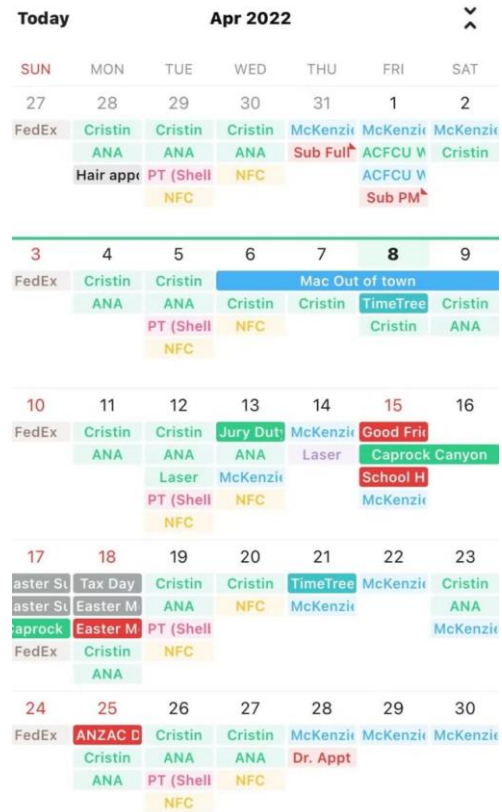 Today Apr 2022
SUN MON TUE WED THU FRI SAT
27 28 29 30 31 1 2
FedEx Cristin Cristin Cristin McKenzie McKenzie McKenzie
ANA ANA ANA Sub Full ACFCU W Cristin
Hair appo PT (Shell NFC ACFCU W
NFC Sub PM
3 4 5 6 7 8 9
FedEx Cristin Cristin Mac Out of town
ANA ANA Cristin Cristin TimeTree Cristin
PT (Shell NFC Cristin ANA
NFC
10 11 12 13 14 15 16
FedEx Cristin Cristin Jury Duty McKenzie Good Frid
ANA ANA ANA Laser Caprock Canyon
Laser McKenzie School H
PT (Shell NFC McKenzie
NFC
17 18 19 20 21 22 23
aster Su Tax Day Cristin Cristin TimeTree McKenzie Cristin
aster Su Easter M ANA NFC McKenzie ANA
aprock Easter M PT (Shell McKenzie
FedEx Cristin NFC
ANA
24 25 26 27 28 29 30
FedEx ANZAC D Cristin Cristin McKenzie McKenzie McKenzie
Cristin ANA ANA Dr. Appt
ANA PT (Shell NFC
NFC